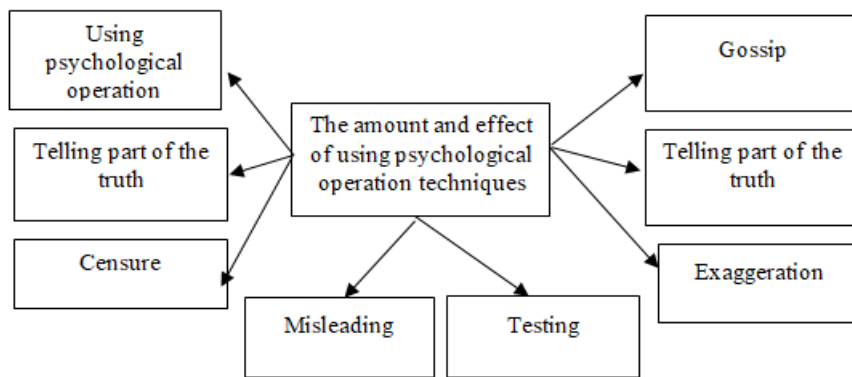 Using
psychological
operation
Gossip
The amount and effect
of using psychological
operation techniques
Telling part of the
truth
Telling part of the
truth
Censure
Exaggeration
Misleading
Testing